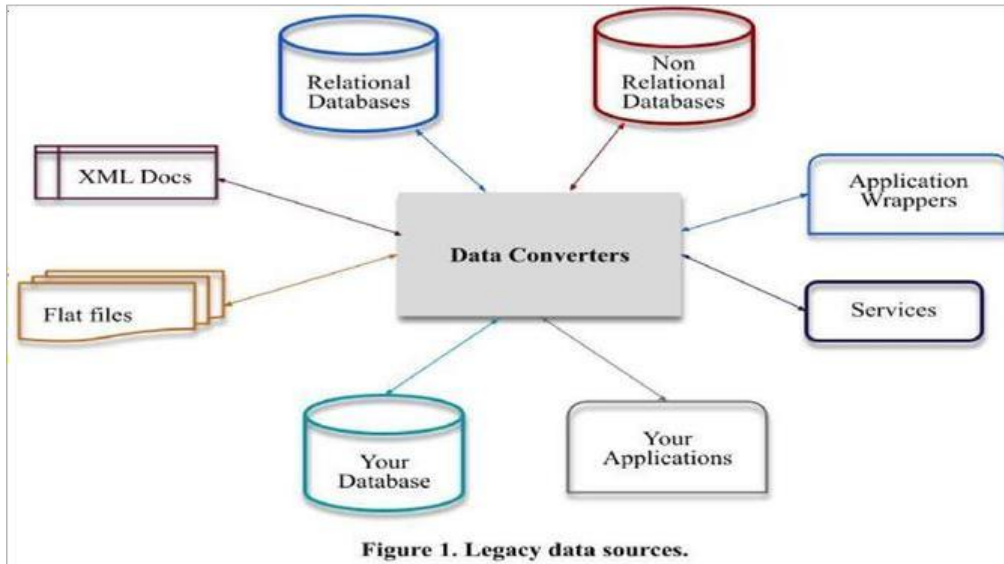 Relational
Databases
Non
Relational
Databases
XML Docs
Application
Wrappers
Data Converters
Flat files
Services
Your
Database
Your
Applications
Figure 1. Legacy data sources.